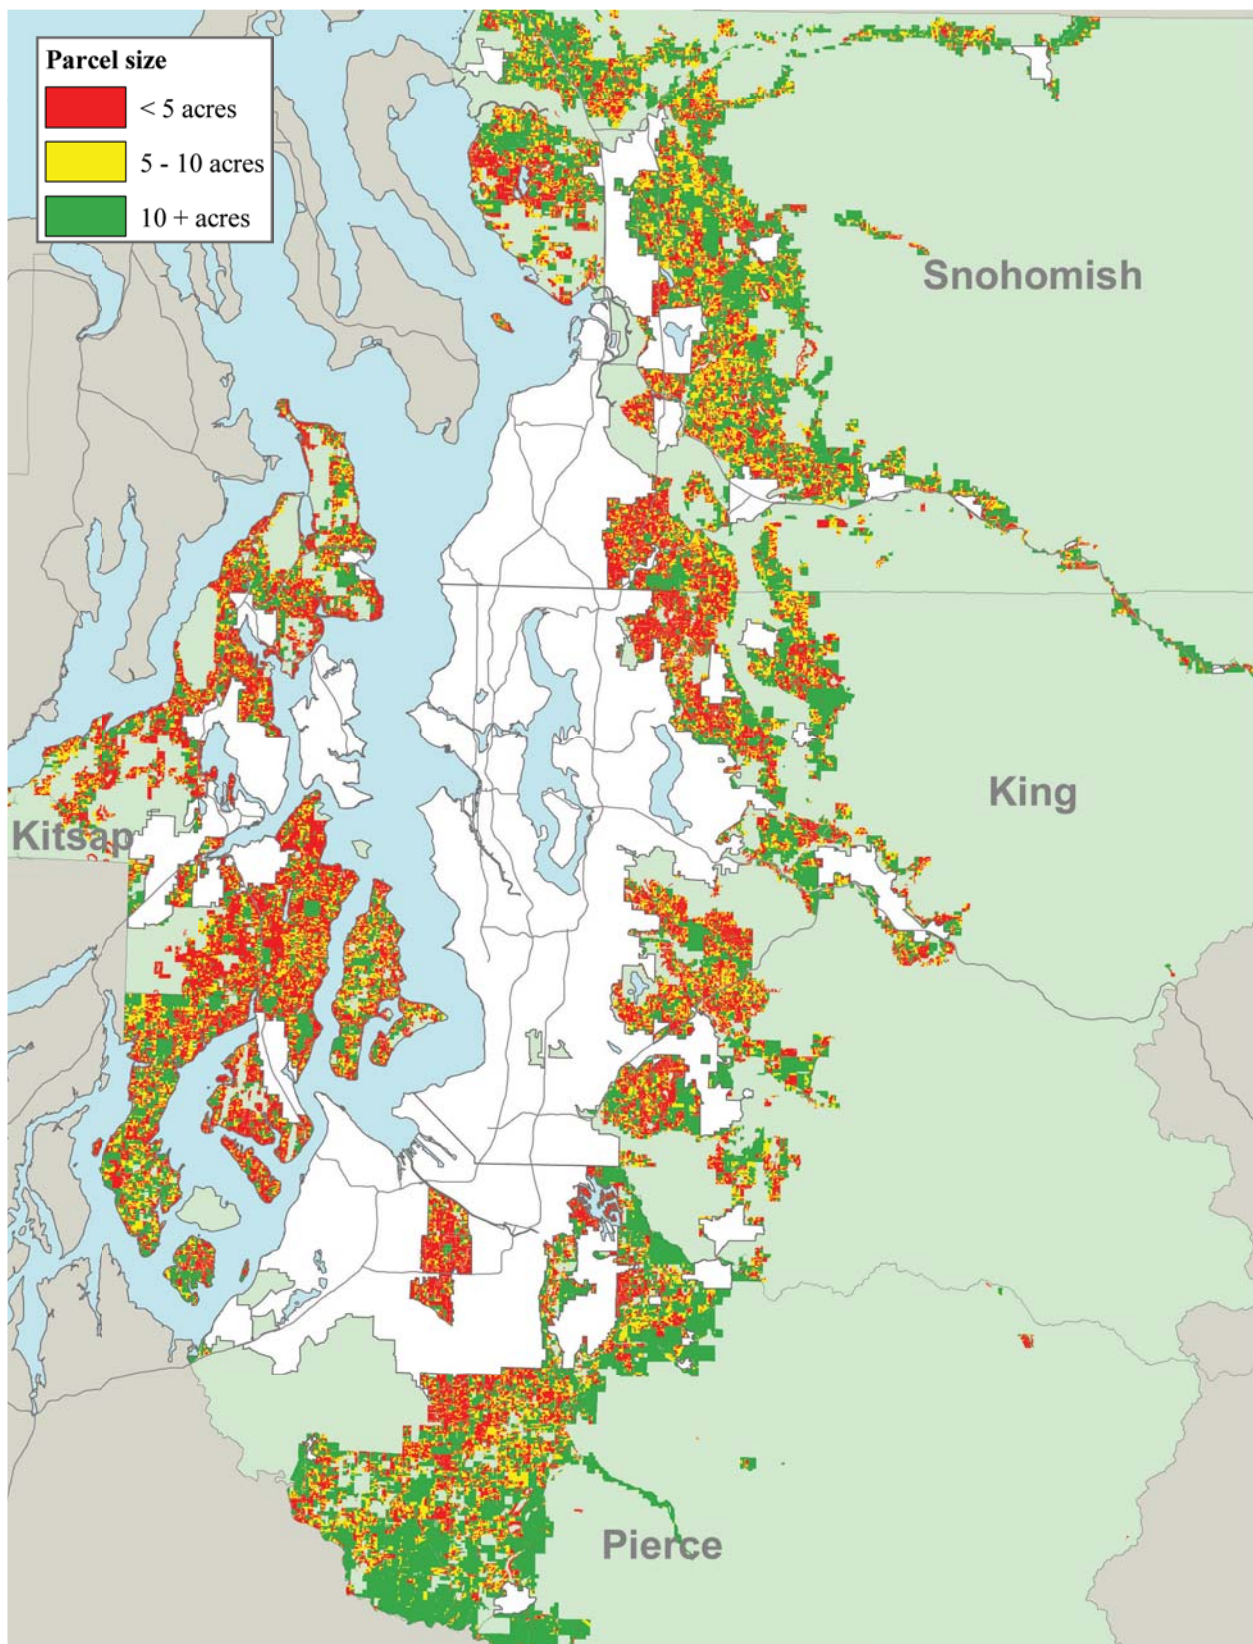 Parcel size
< 5 acres
5 - 10 acres
10 + acres
Snohomish
King
Kitsap
Pierce